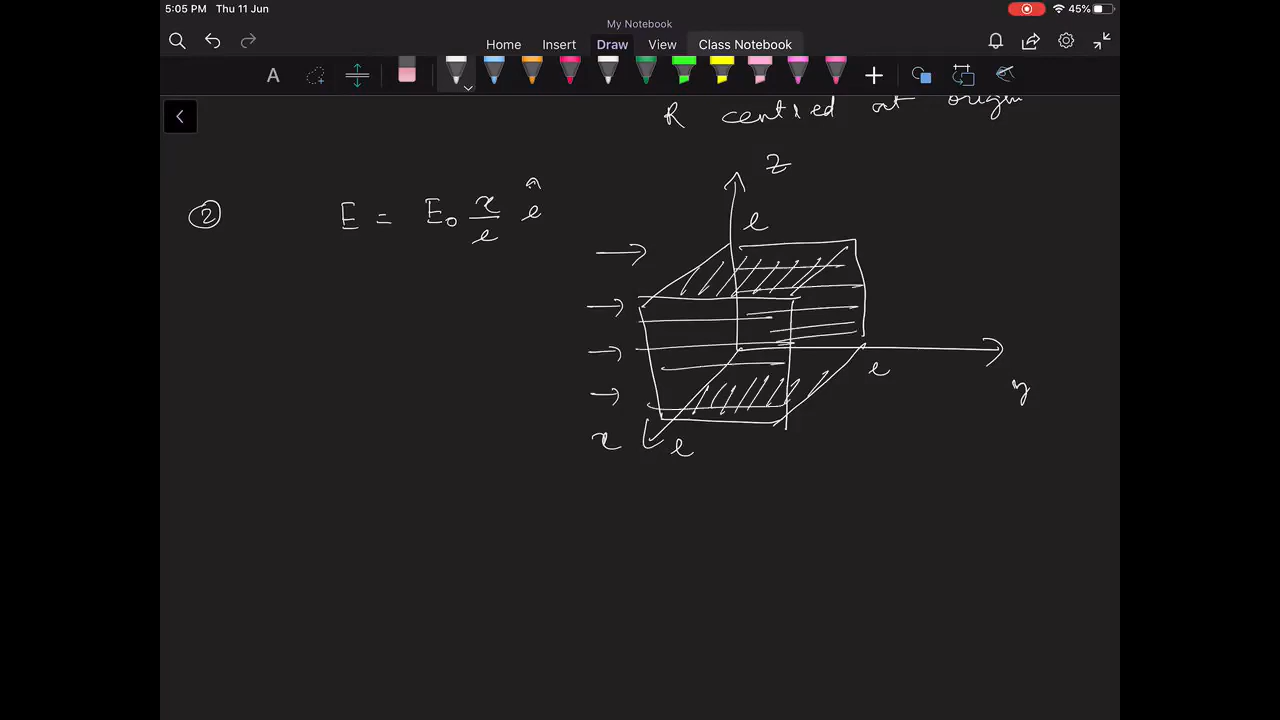 5:05 PM Thu 11 Jun
45%
My Notebook
Home Insert Draw View Class Notebook
A
R centred at origin
z
② E = E₀ x/l
l
l
y
x l